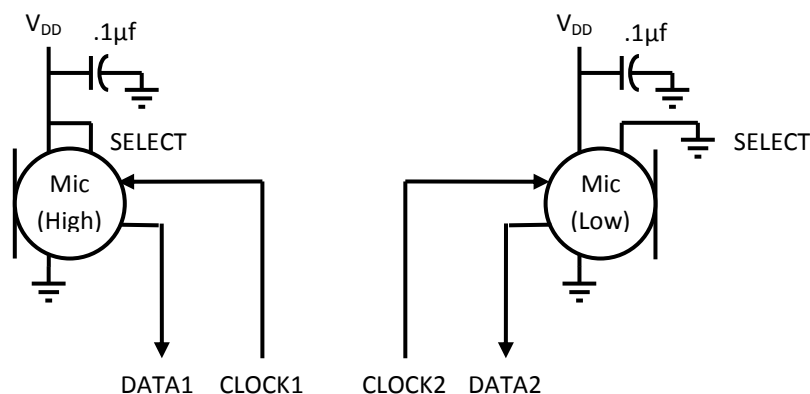 VDD
.1µf
SELECT
Mic
(High)
DATA1
CLOCK1
VDD
.1µf
SELECT
Mic
(Low)
CLOCK2
DATA2